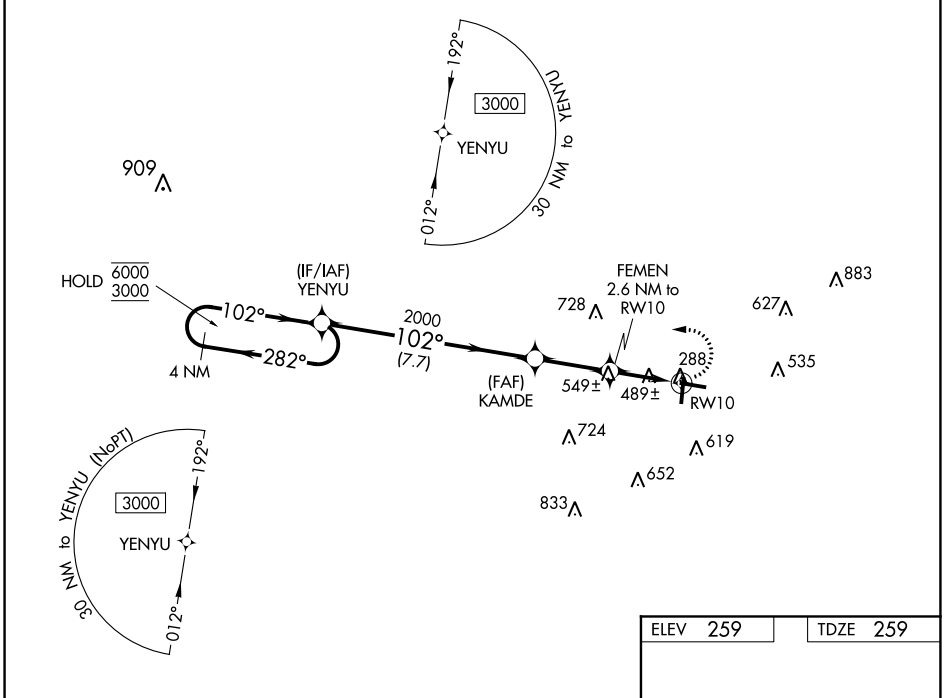 192°
3000
YENYU
30 NM to YENYU
012°
909
HOLD 6000
3000
(IF/IAF)
YENYU
102°
282°
4 NM
2000
102°
(7.7)
(FAF)
KAMDE
FEMEN
2.6 NM to
RW10
728
549±
489±
288
RW10
627
883
535
724
619
652
833
30 NM to YENYU (NoPT)
192°
3000
YENYU
012°
ELEV 259
TDZE 259